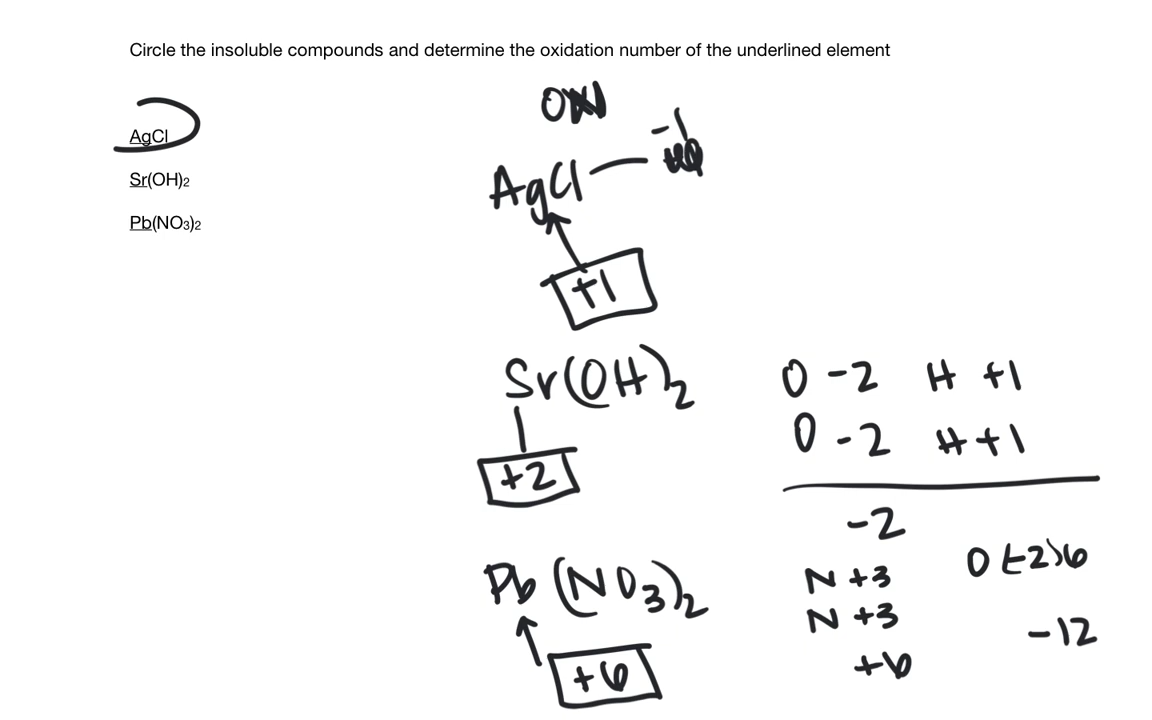 Circle the insoluble compounds and determine the oxidation number of the underlined element
AgCl
Sr(OH)2
Pb(NO3)2
-1
AgCl
+1
Sr(OH)2
O -2 H +1
O -2 H +1
+2
-2
Pb(NO3)2
N +3 O (-2)6
N +3
-12
+6
+6